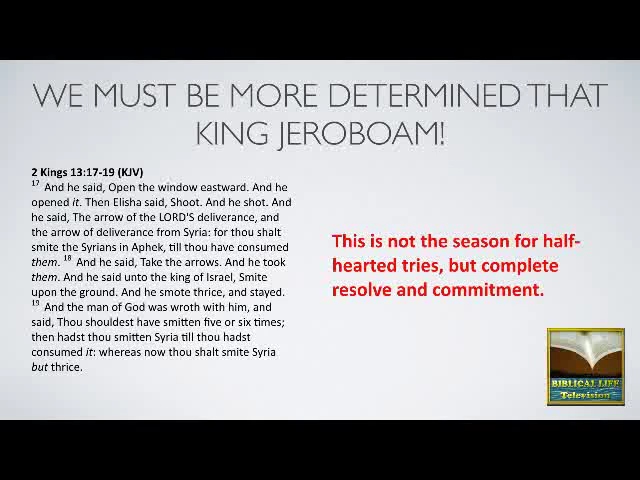 WE MUST BE MORE DETERMINED THAT
KING JEROBOAM!
2 Kings 13:17-19 (KJV)
17 And he said, Open the window eastward. And he
opened it. Then Elisha said, Shoot. And he shot. And
he said, The arrow of the LORD'S deliverance, and
the arrow of deliverance from Syria: for thou shalt
smite the Syrians in Aphek, till thou have consumed
them. 18 And he said, Take the arrows. And he took
them. And he said unto the king of Israel, Smite
upon the ground. And he smote thrice, and stayed.
19 And the man of God was wroth with him, and
said, Thou shouldest have smitten five or six times;
then hadst thou smitten Syria till thou hadst
consumed it: whereas now thou shalt smite Syria
but thrice.
This is not the season for half-
hearted tries, but complete
resolve and commitment.
BIBLICAL LIFE
Television